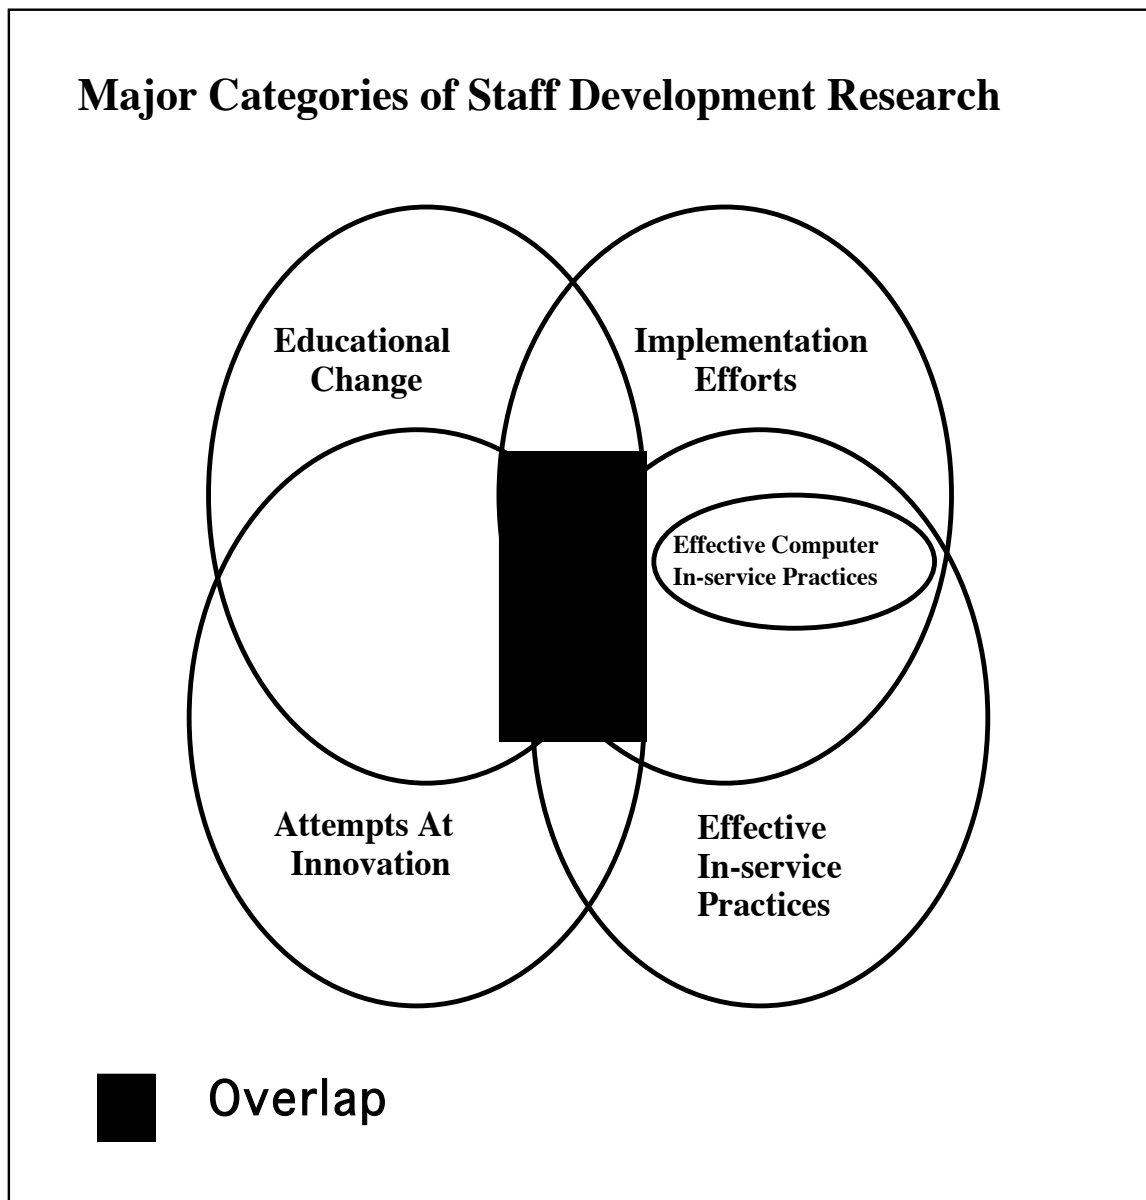 Major Categories of Staff Development Research
Educational
Change
Implementation
Efforts
Effective Computer
In-service Practices
Attempts At
Innovation
Effective
In-service
Practices
Overlap